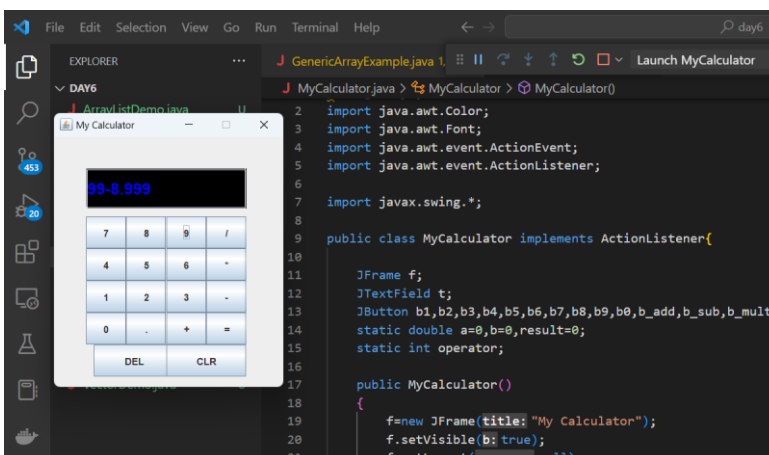 File Edit Selection View Go Run Terminal Help
day6
EXPLORER
...
GenericArrayExample.java 1
Launch MyCalculator
DAY6
MyCalculator.java > MyCalculator > MyCalculator()
ArrayListDemo.java U
My Calculator
99-8.999
7 8 9 /
4 5 6 *
1 2 3 -
0 . + =
DEL CLR
453
20
2 import java.awt.Color;
3 import java.awt.Font;
4 import java.awt.event.ActionEvent;
5 import java.awt.event.ActionListener;
6
7 import javax.swing.*;
8
9 public class MyCalculator implements ActionListener{
10
11 JFrame f;
12 JTextField t;
13 JButton b1,b2,b3,b4,b5,b6,b7,b8,b9,b0,b_add,b_sub,b_mult
14 static double a=0,b=0,result=0;
15 static int operator;
16
17 public MyCalculator()
18 {
19 f=new JFrame(title: "My Calculator");
20 f.setVisible(b: true);